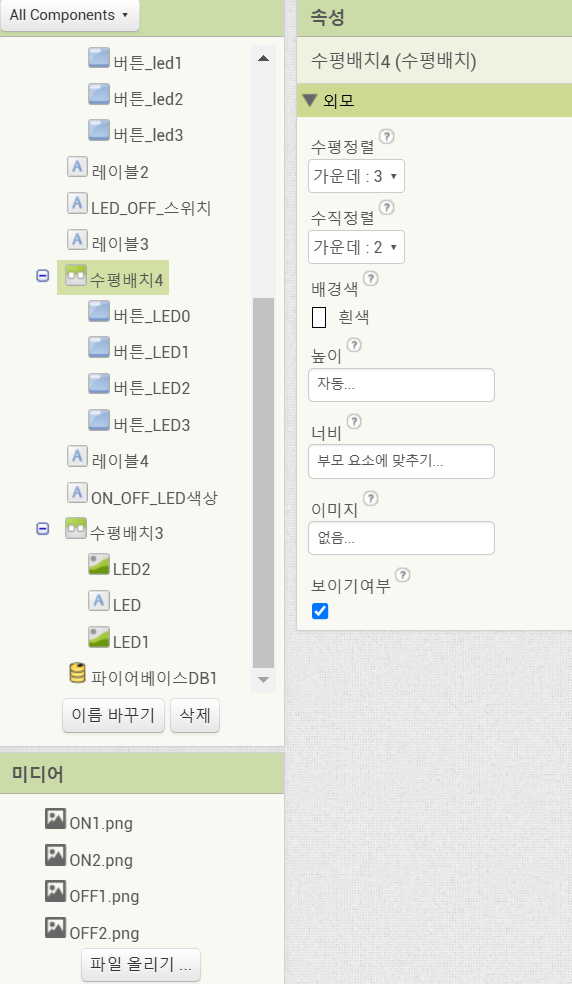 All Components
버튼_led1
버튼_led2
버튼_led3
A 레이블2
A LED_OFF_스위치
A 레이블3
수평배치4
버튼_LED0
버튼_LED1
버튼_LED2
버튼_LED3
A 레이블4
A ON_OFF_LED색상
수평배치3
LED2
A LED
LED1
파이어베이스DB1
이름 바꾸기 삭제
미디어
ON1.png
ON2.png
OFF1.png
OFF2.png
파일 올리기 ...
속성
수평배치4 (수평배치)
외모
수평정렬 ?
가운데 : 3
수직정렬 ?
가운데 : 2
배경색 ?
흰색
높이 ?
자동...
너비 ?
부모 요소에 맞추기...
이미지 ?
없음...
보이기여부 ?